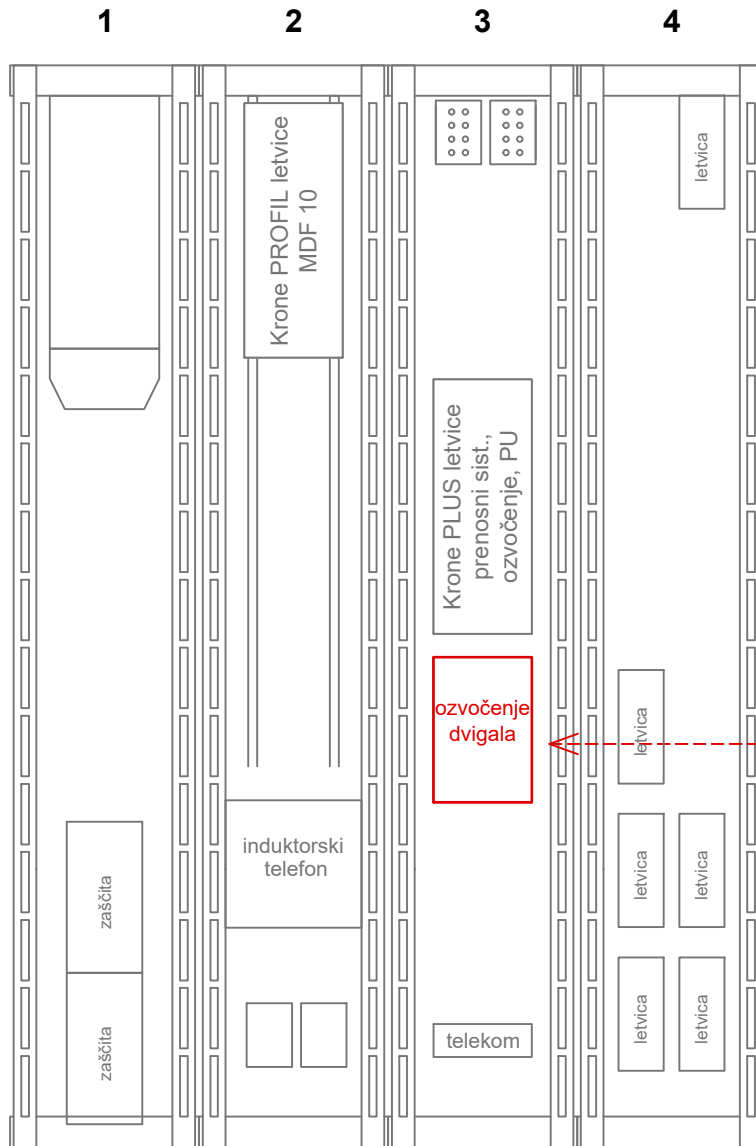 1
2
3
4
Krone PROFIL letvice
MDF 10
letvica
Krone PLUS letvice
prenosni sist.,
ozvočenje, PU
ozvočenje
dvigala
letvica
induktorski
telefon
zaščita
letvica
letvica
zaščita
telekom
letvica
letvica